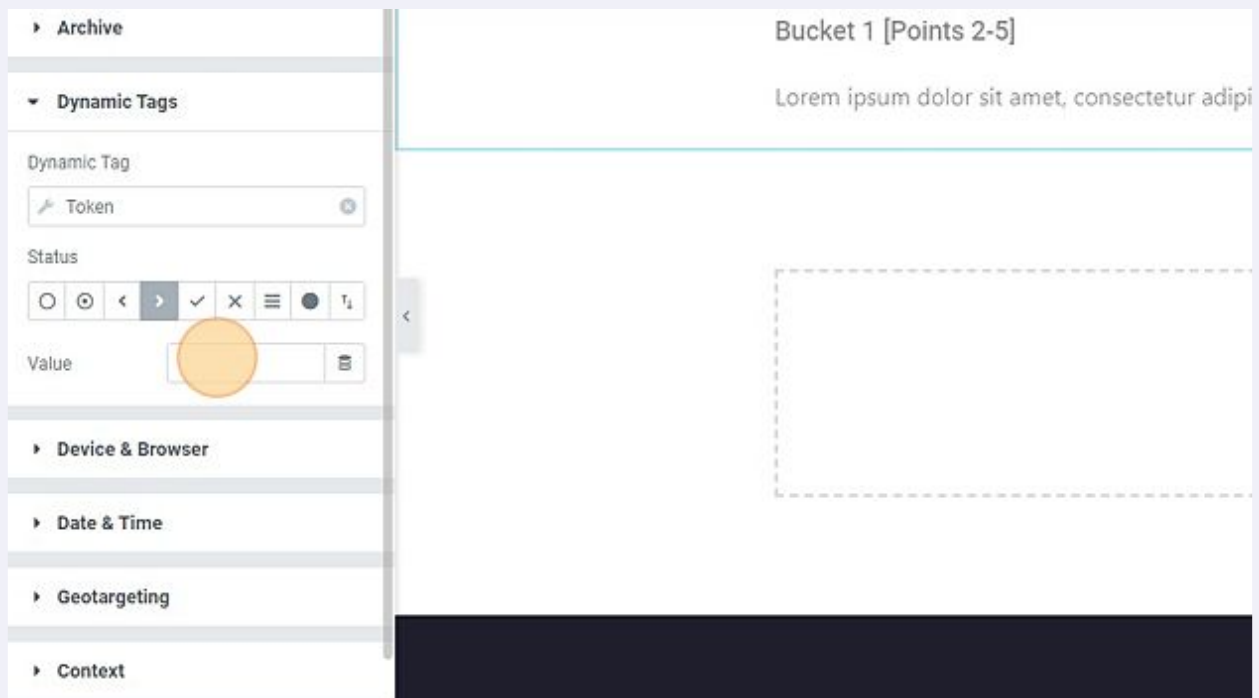 Archive
Dynamic Tags
Dynamic Tag
Token
Status
Value
Device & Browser
Date & Time
Geotargeting
Context
Bucket 1 [Points 2-5]
Lorem ipsum dolor sit amet, consectetur adipi